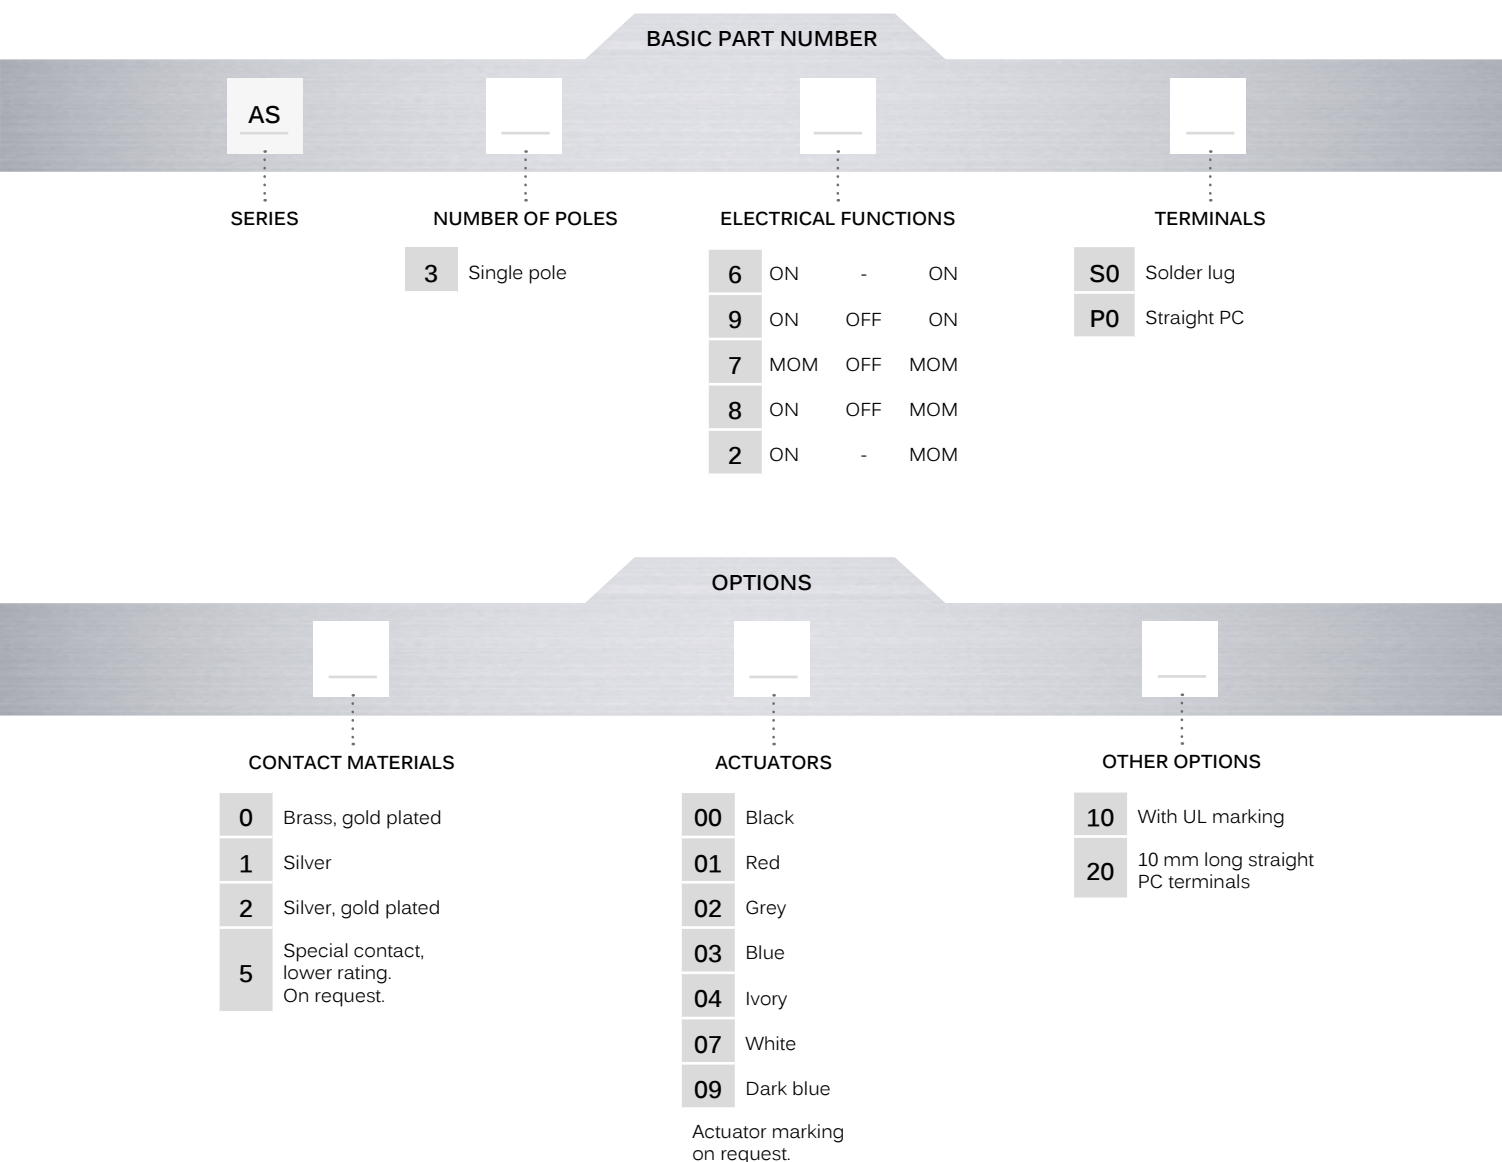 BASIC PART NUMBER
AS
SERIES
NUMBER OF POLES
3 Single pole
ELECTRICAL FUNCTIONS
6 ON - ON
9 ON OFF ON
7 MOM OFF MOM
8 ON OFF MOM
2 ON - MOM
TERMINALS
S0 Solder lug
P0 Straight PC
OPTIONS
CONTACT MATERIALS
0 Brass, gold plated
1 Silver
2 Silver, gold plated
5 Special contact,
lower rating.
On request.
ACTUATORS
00 Black
01 Red
02 Grey
03 Blue
04 Ivory
07 White
09 Dark blue
Actuator marking
on request.
OTHER OPTIONS
10 With UL marking
20 10 mm long straight
PC terminals